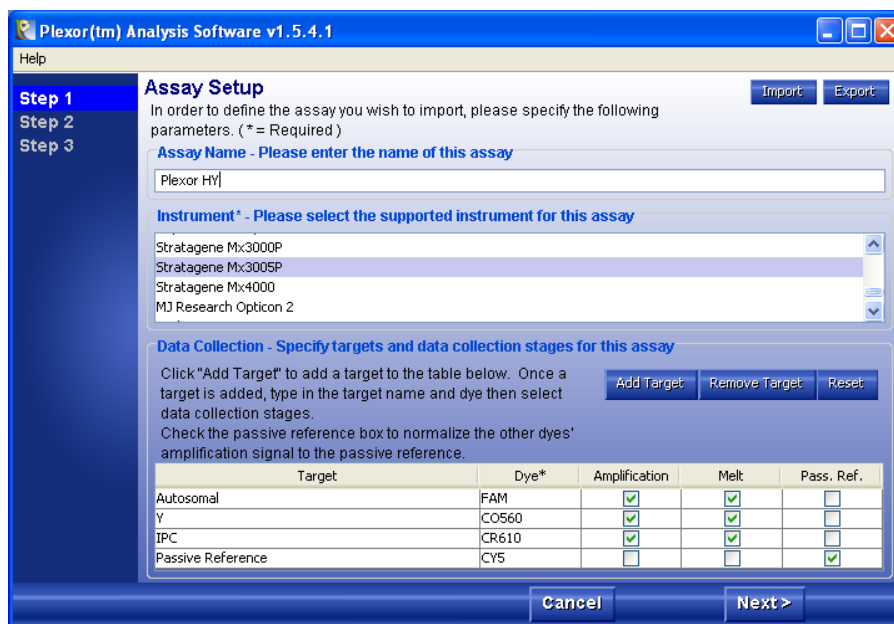 Plexor(tm) Analysis Software v1.5.4.1
Help
Step 1
Step 2
Step 3
Assay Setup
Import
Export
In order to define the assay you wish to import, please specify the following
parameters. ( * = Required )
Assay Name - Please enter the name of this assay
Plexor HY
Instrument* - Please select the supported instrument for this assay
Stratagene Mx3000P
Stratagene Mx3005P
Stratagene Mx4000
MJ Research Opticon 2
Data Collection - Specify targets and data collection stages for this assay
Click "Add Target" to add a target to the table below. Once a
target is added, type in the target name and dye then select
data collection stages.
Check the passive reference box to normalize the other dyes'
amplification signal to the passive reference.
Add Target
Remove Target
Reset
Target Dye* Amplification Melt Pass. Ref.
Autosomal FAM
Y CO560
IPC CR610
Passive Reference CY5
Cancel
Next >